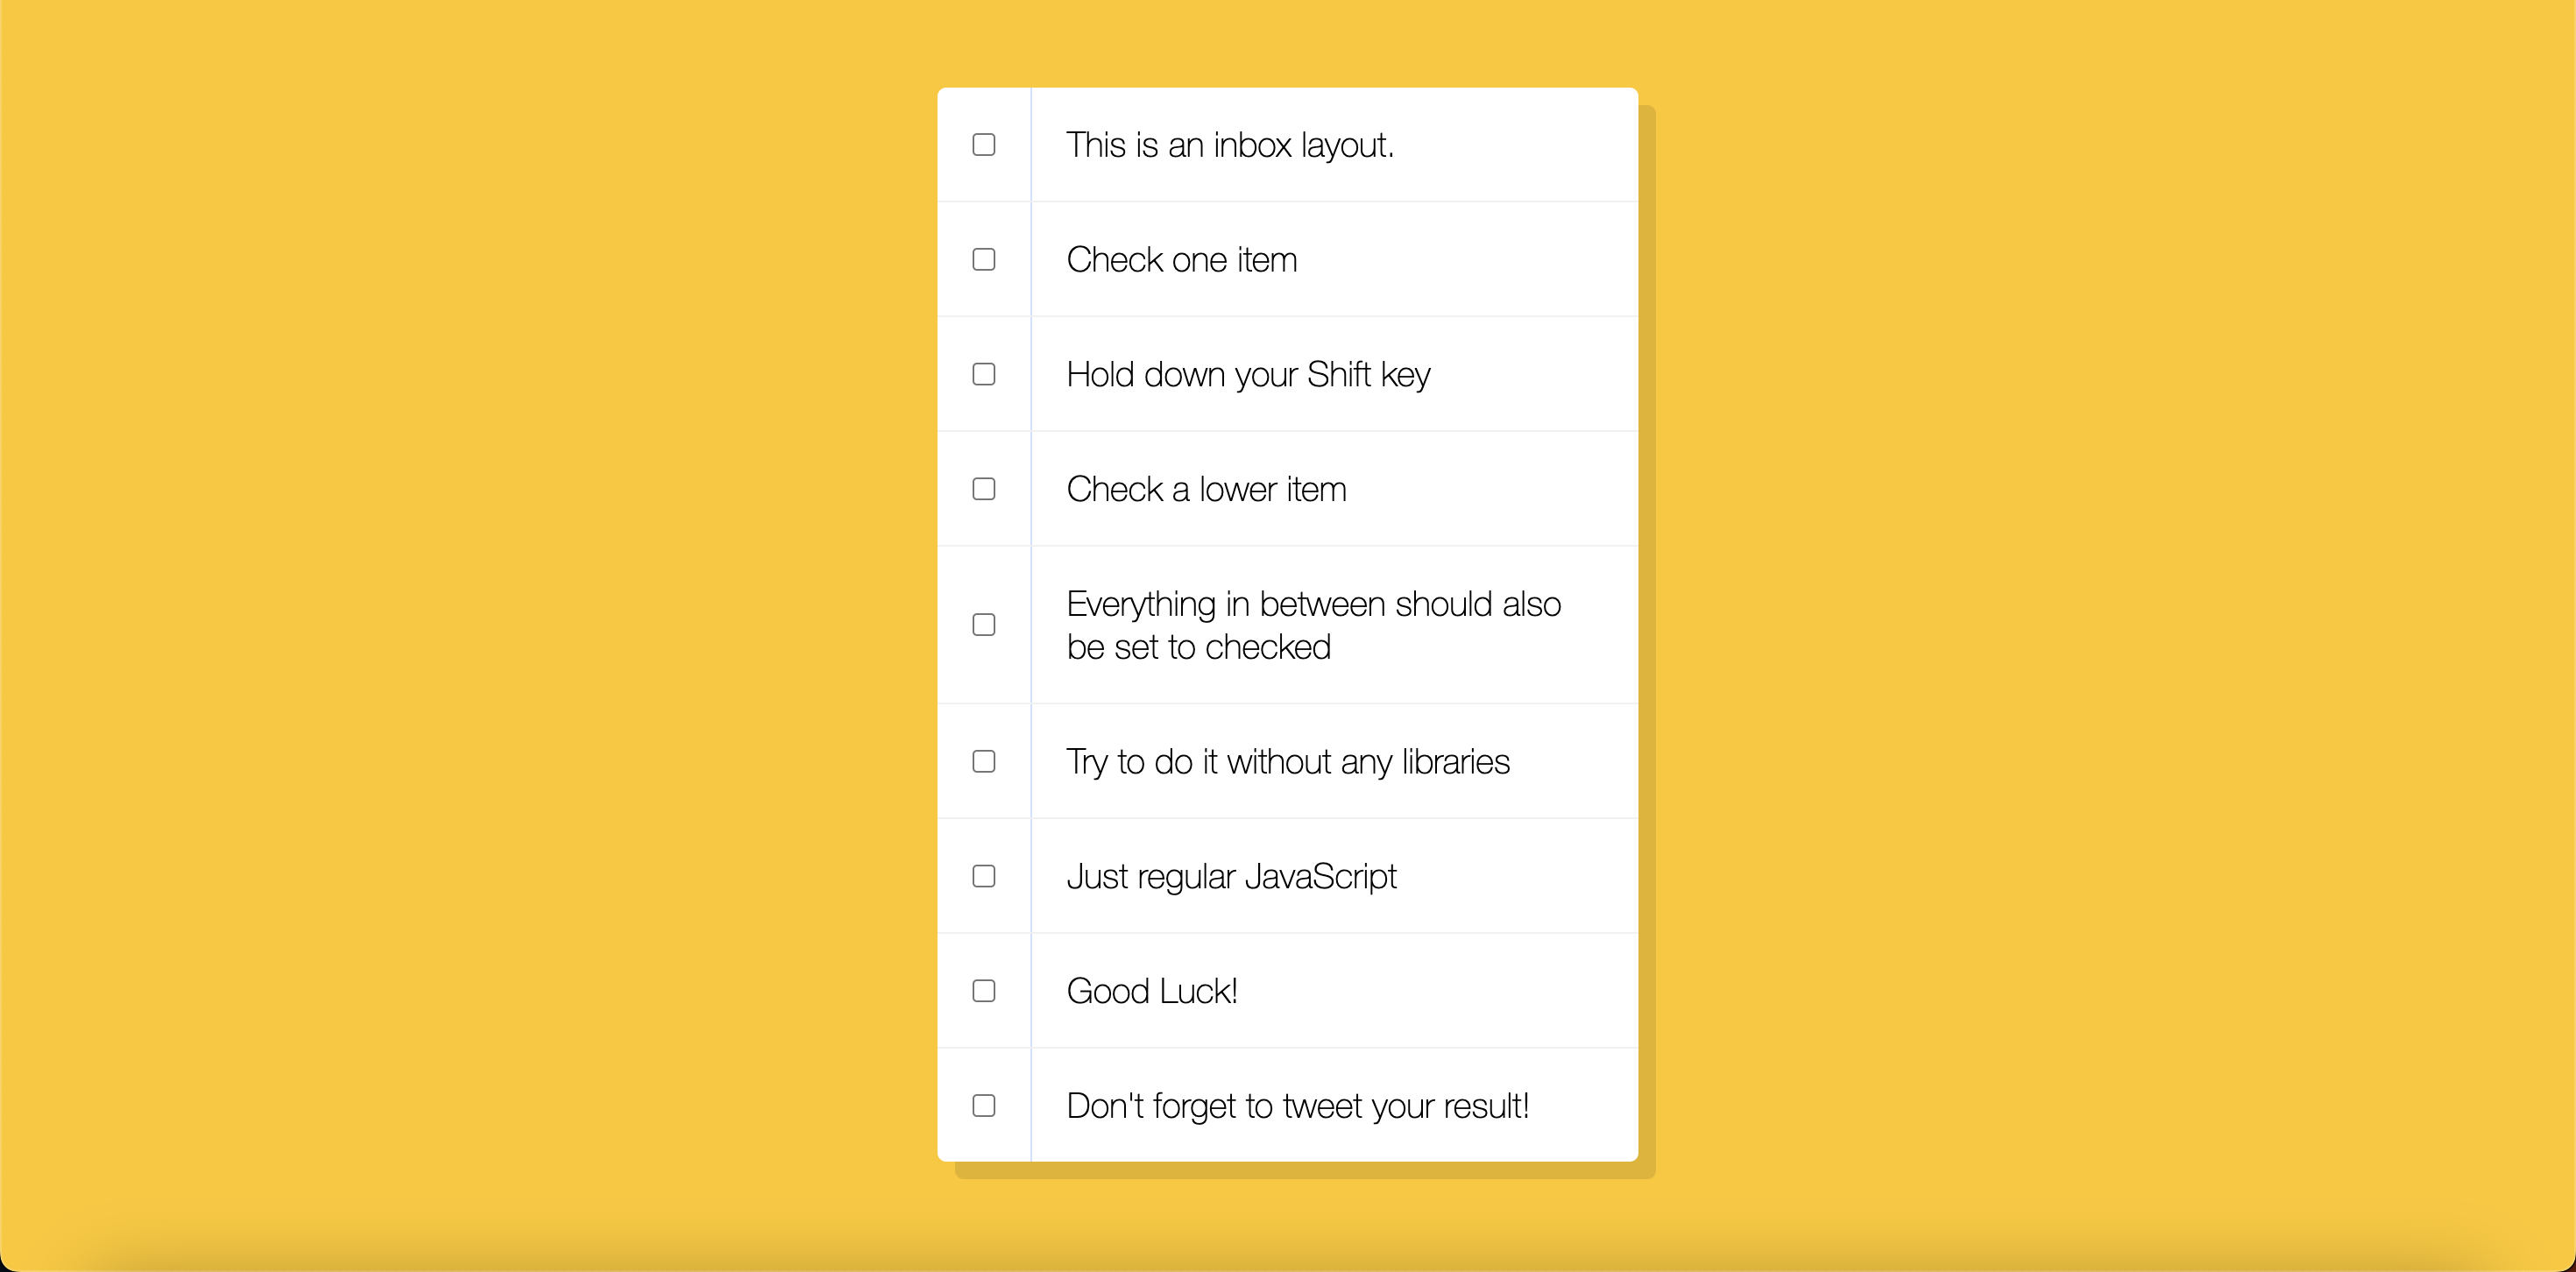 This is an inbox layout.
Check one item
Hold down your Shift key
Check a lower item
Everything in between should also
be set to checked
Try to do it without any libraries
Just regular JavaScript
Good Luck!
Don't forget to tweet your result!